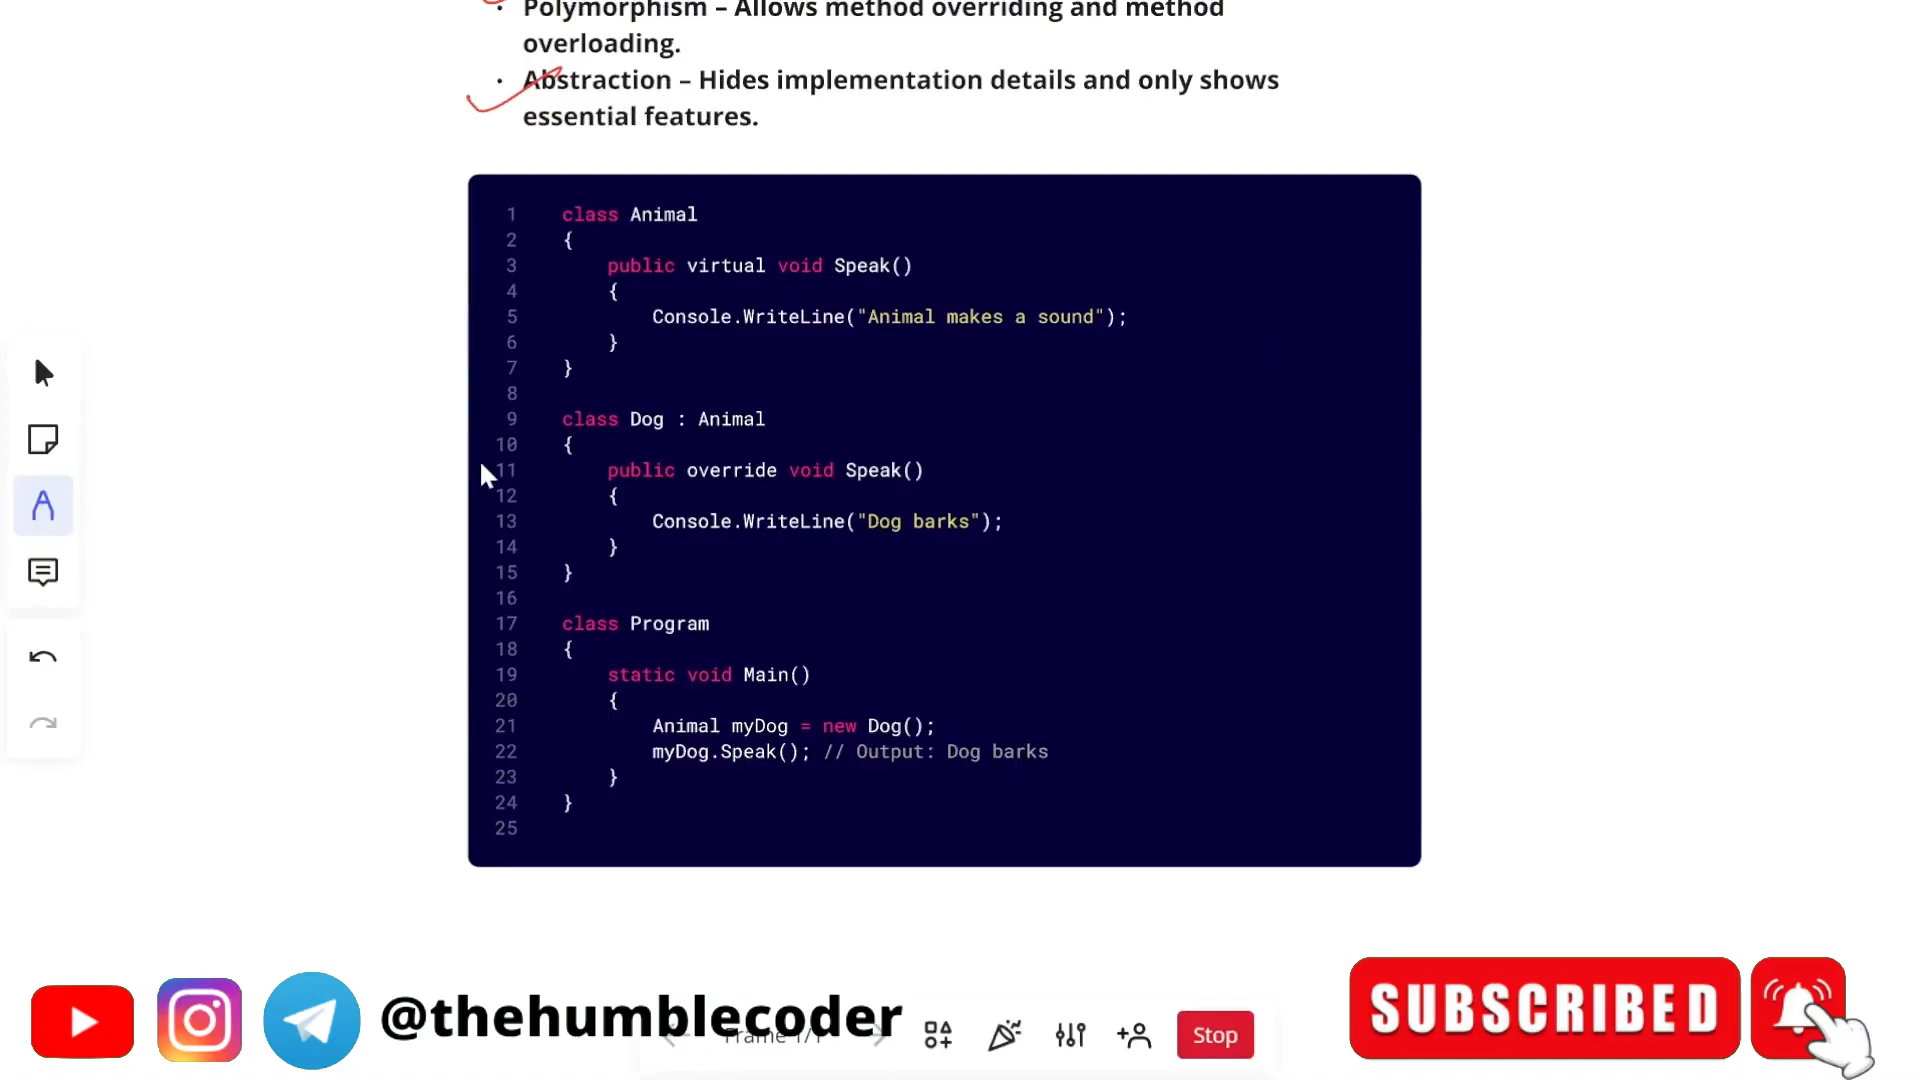 · Polymorphism – Allows method overriding and method
overloading.
· Abstraction – Hides implementation details and only shows
essential features.
1 class Animal
2 {
3 public virtual void Speak()
4 {
5 Console.WriteLine("Animal makes a sound");
6 }
7 }
8
9 class Dog : Animal
10 {
11 public override void Speak()
12 {
13 Console.WriteLine("Dog barks");
14 }
15 }
16
17 class Program
18 {
19 static void Main()
20 {
21 Animal myDog = new Dog();
22 myDog.Speak(); // Output: Dog barks
23 }
24 }
25
@thehumblecoder
Frame 1/1
Stop
SUBSCRIBED